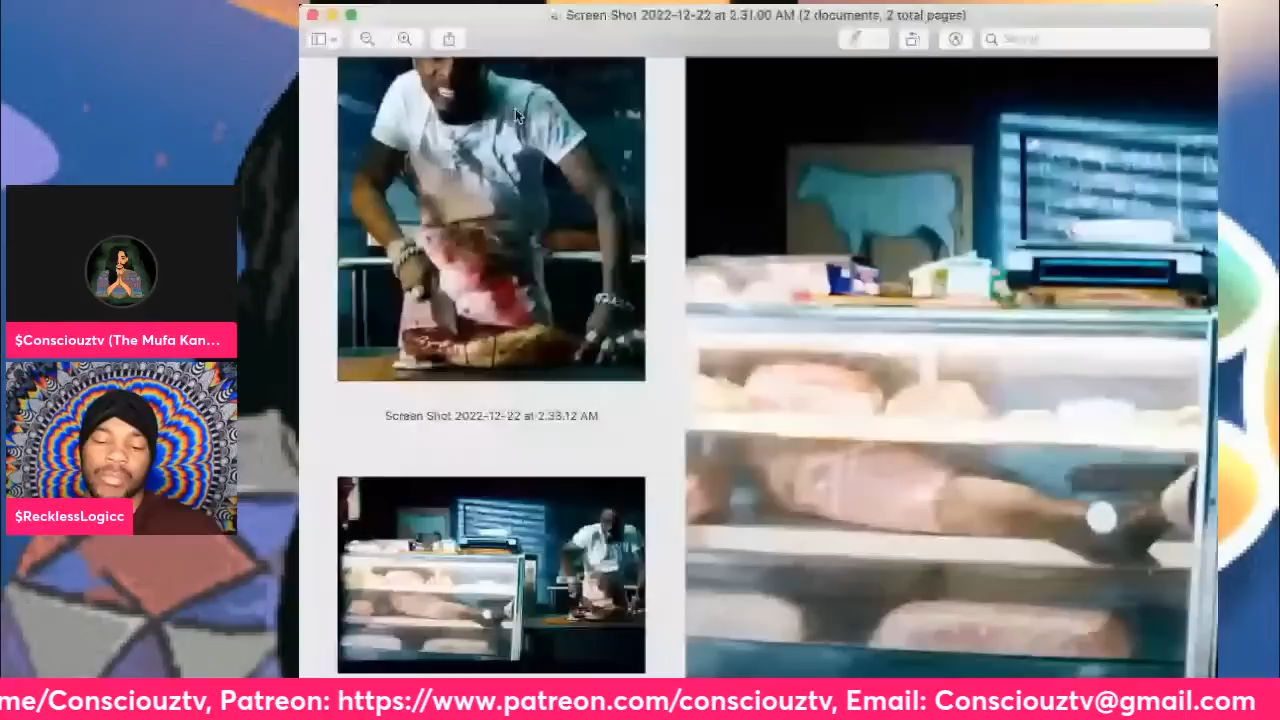 Screen Shot 2022-12-22 at 2.31.00 AM (2 documents, 2 total pages)
Screen Shot 2022-12-22 at 2.33.12 AM
$Consciouztv (The Mufa Kan...
$RecklessLogicc
me/Consciouztv, Patreon: https://www.patreon.com/consciouztv, Email: Consciouztv@gmail.com